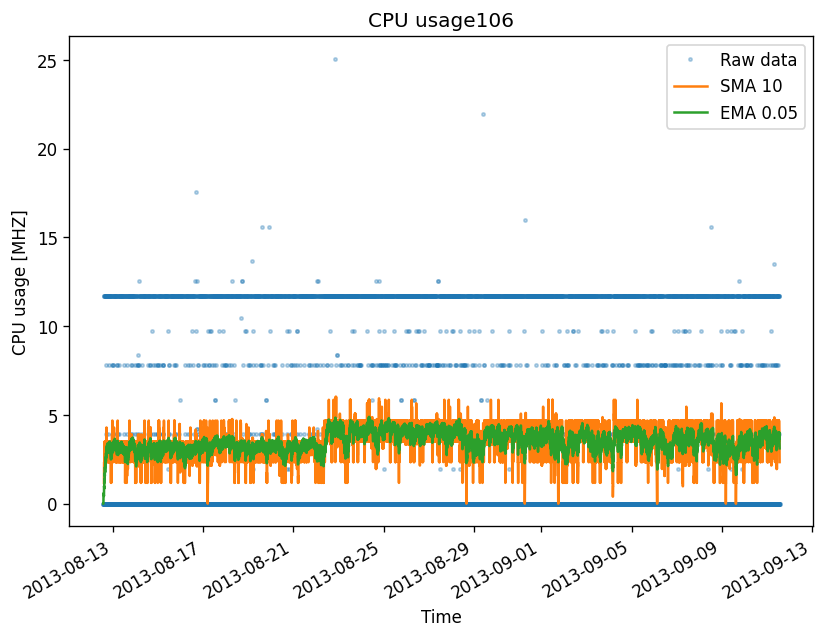 CPU usage106
Raw data
SMA 10
EMA 0.05
CPU usage [MHZ]
25
20
15
10
5
0
2013-08-13
2013-08-17
2013-08-21
2013-08-25
2013-08-29
2013-09-01
2013-09-05
2013-09-09
2013-09-13
Time